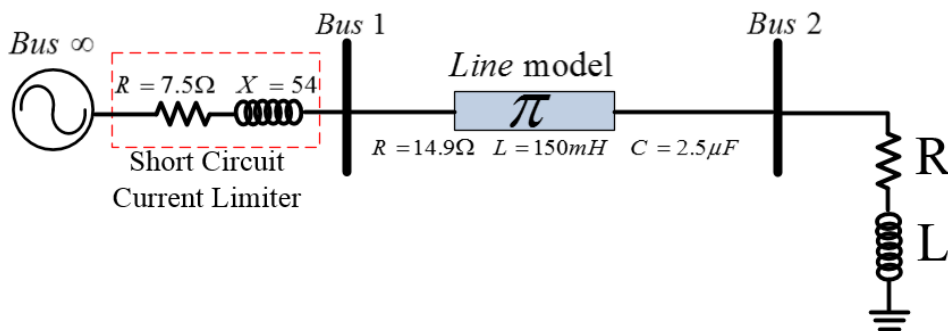 Bus ∞
R = 7.5Ω X = 54
Short Circuit
Current Limiter
Bus 1
Line model
π
R = 14.9Ω L = 150mH C = 2.5μF
Bus 2
R
L